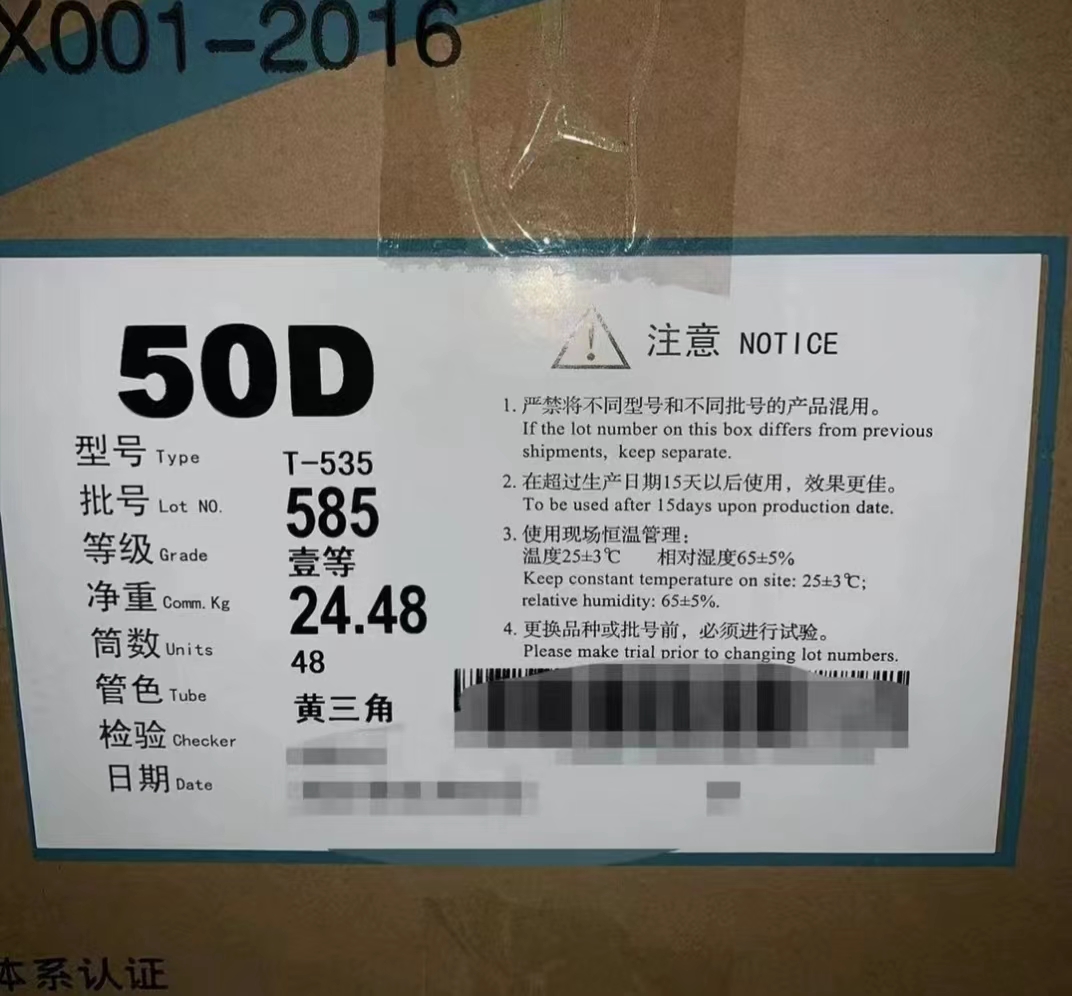 X001-2016
50D
型号 Type T-535
批号 Lot NO. 585
等级 Grade 壹等
净重 Comm.Kg 24.48
筒数 Units 48
管色 Tube 黄三角
检验 Checker
日期 Date
注意 NOTICE
1. 严禁将不同型号和不同批号的产品混用。
If the lot number on this box differs from previous
shipments, keep separate.
2. 在超过生产日期15天以后使用，效果更佳。
To be used after 15days upon production date.
3. 使用现场恒温管理：
温度25±3℃ 相对湿度65±5%
Keep constant temperature on site: 25±3℃;
relative humidity: 65±5%.
4. 更换品种或批号前，必须进行试验。
Please make trial prior to changing lot numbers.
本系认证